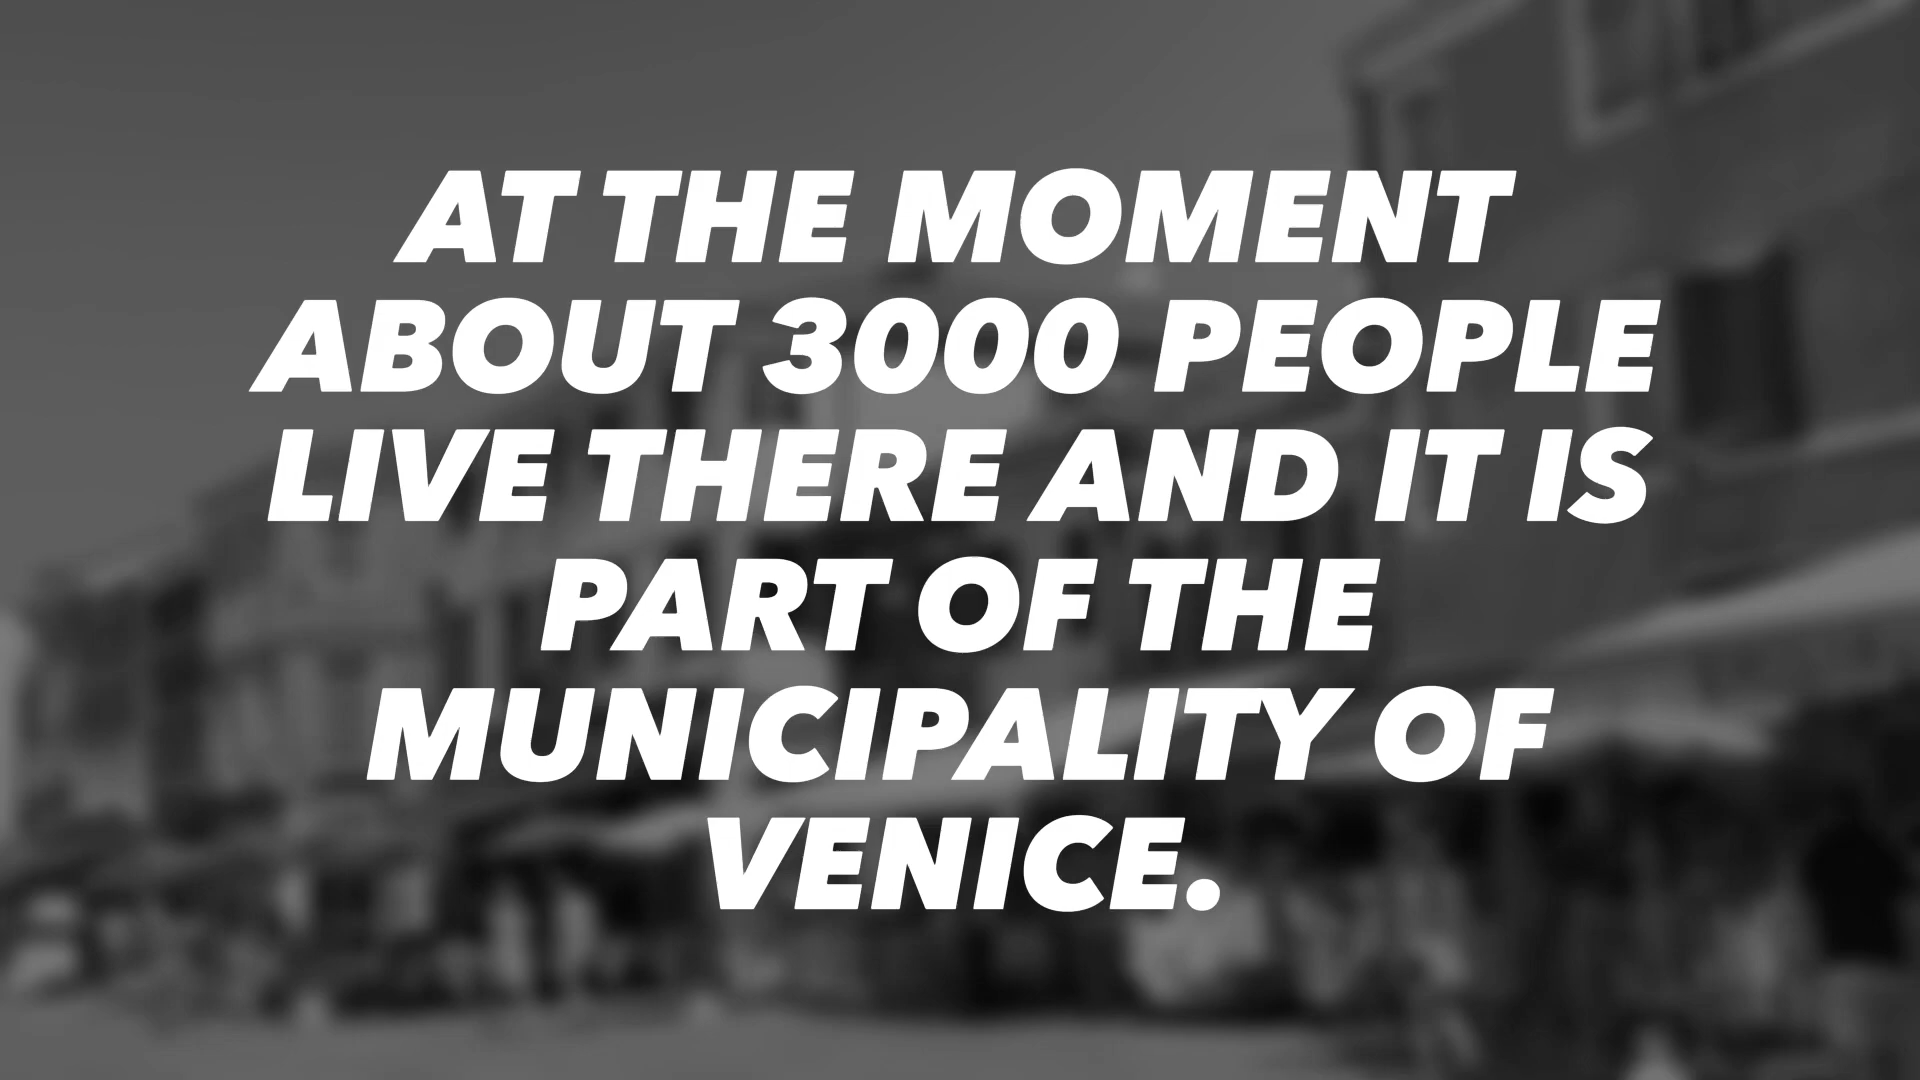 AT THE MOMENT
ABOUT 3000 PEOPLE
LIVE THERE AND IT IS
PART OF THE
MUNICIPALITY OF
VENICE.